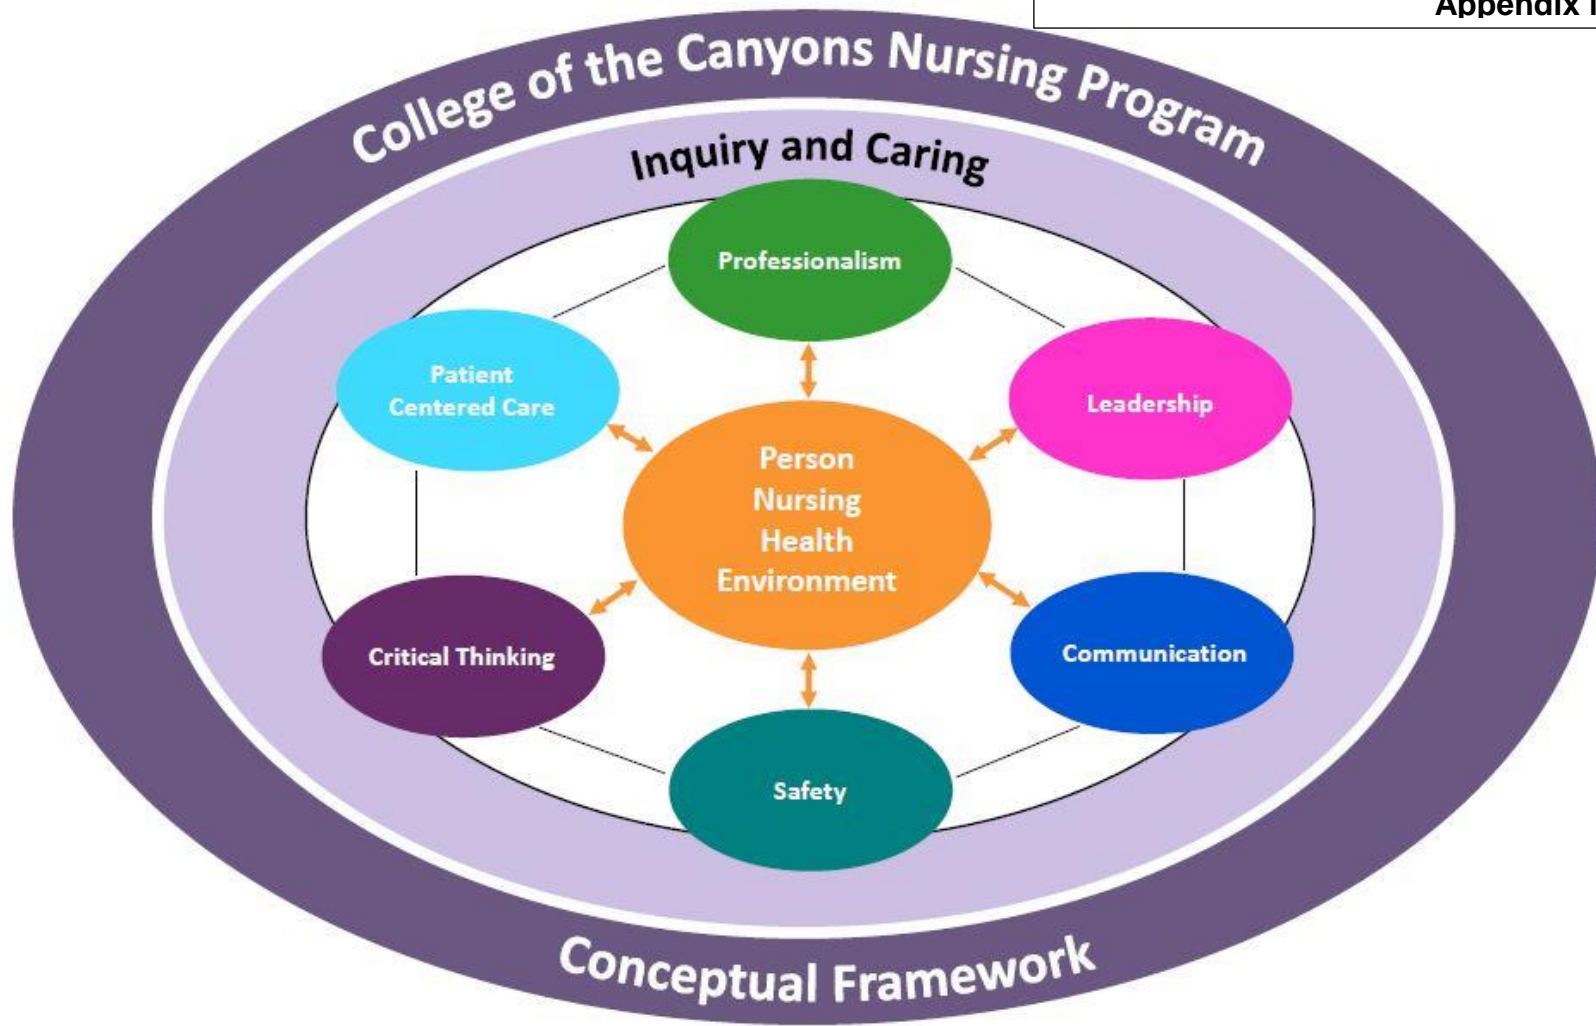 Appendix
College of the Canyons Nursing Program
Inquiry and Caring
Professionalism
Patient
Centered Care
Leadership
Person
Nursing
Health
Environment
Critical Thinking
Communication
Safety
Conceptual Framework